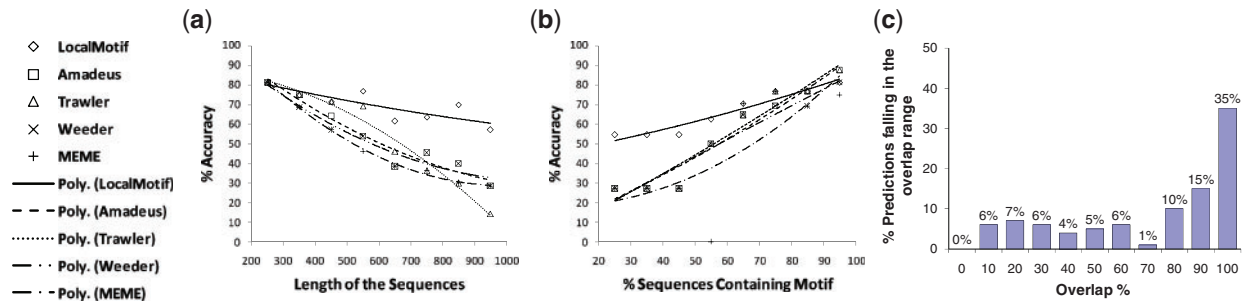 (a)
(b)
(c)
LocalMotif
Amadeus
Trawler
Weeder
MEME
Poly. (LocalMotif)
Poly. (Amadeus)
Poly. (Trawler)
Poly. (Weeder)
Poly. (MEME)
% Accuracy
100
90
80
70
60
50
40
30
20
10
0
200 300 400 500 600 700 800 900 1000
Length of the Sequences
% Accuracy
100
90
80
70
60
50
40
30
20
10
0
20 30 40 50 60 70 80 90 100
% Sequences Containing Motif
% Predictions falling in the
overlap range
50
40
30
20
10
0
0% 6% 7% 6% 4% 5% 6% 1% 10% 15% 35%
0 10 20 30 40 50 60 70 80 90 100
Overlap %